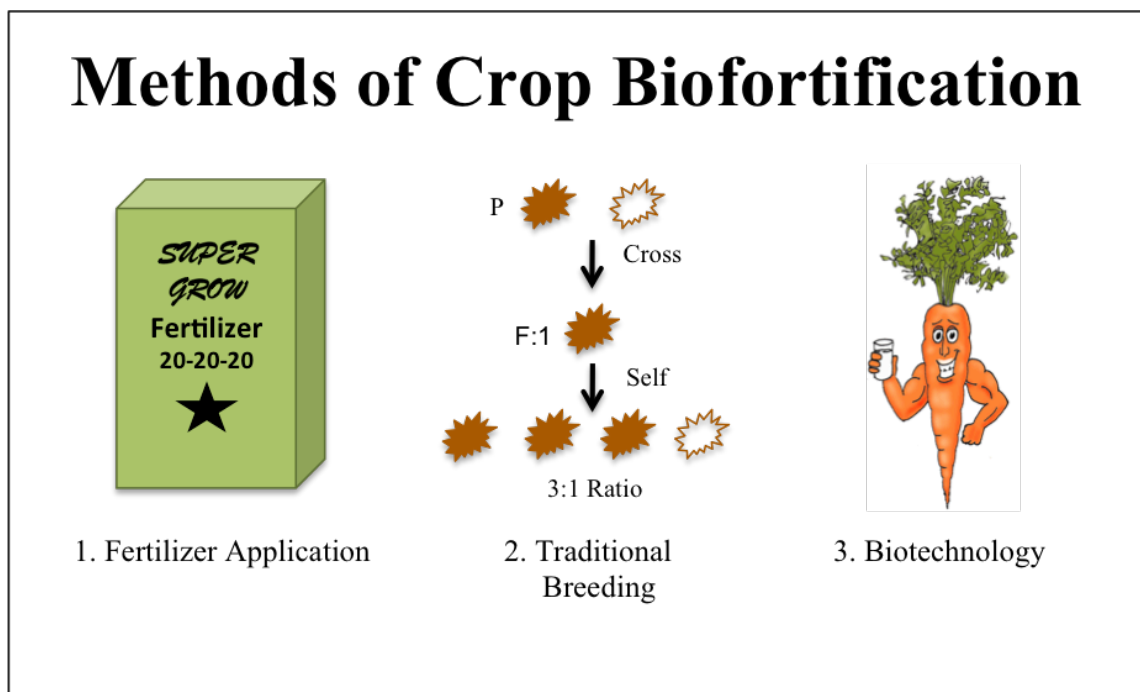 Methods of Crop Biofortification
SUPER
GROW
Fertilizer
20-20-20
P
Cross
F:1
Self
3:1 Ratio
1. Fertilizer Application
2. Traditional
Breeding
3. Biotechnology